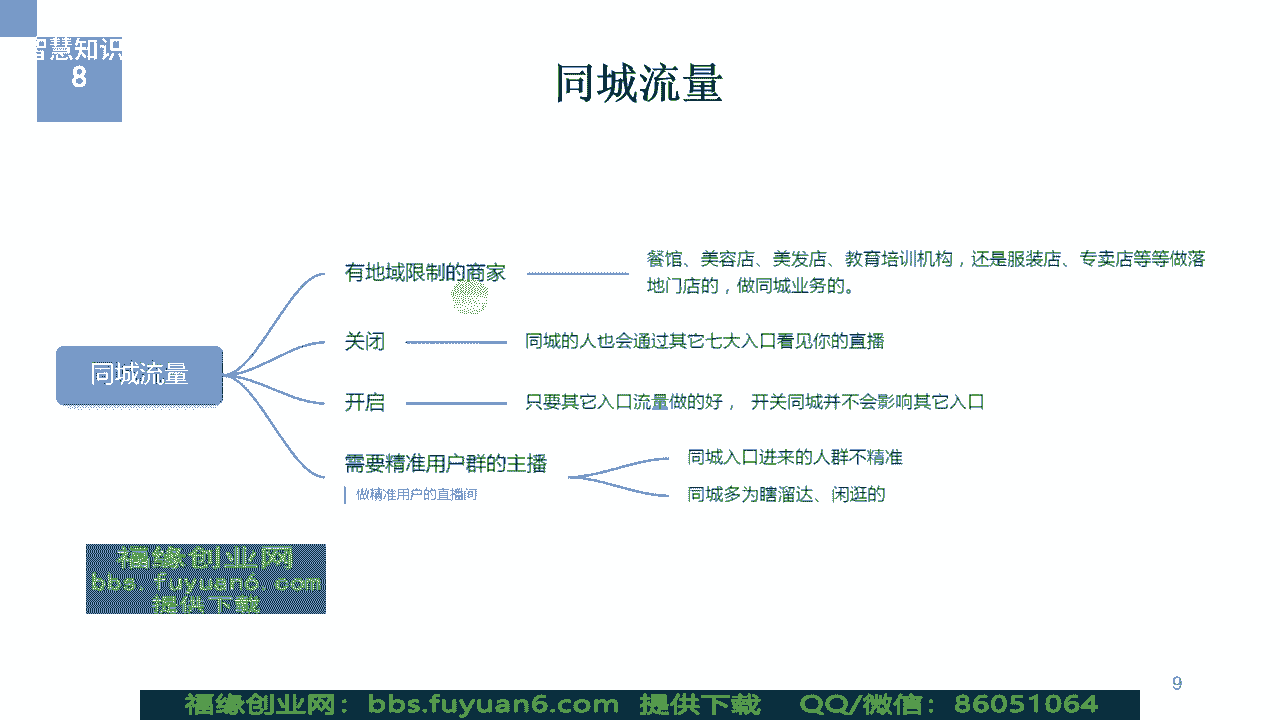 智慧知识
8
同城流量
有地域限制的商家
餐馆、美容店、美发店、教育培训机构，还是服装店、专卖店等等做落
地门店的，做同城业务的。
关闭
同城的人也会通过其它七大入口看见你的直播
同城流量
开启
只要其它入口流量做的好， 开关同城并不会影响其它入口
需要精准用户群的主播
做精准用户的直播间
同城入口进来的人群不精准
同城多为瞎溜达、闲逛的
福缘创业网
bbs.fuyuan6.com
提供下载
9
福缘创业网：bbs.fuyuan6.com 提供下载 QQ/微信：86051064